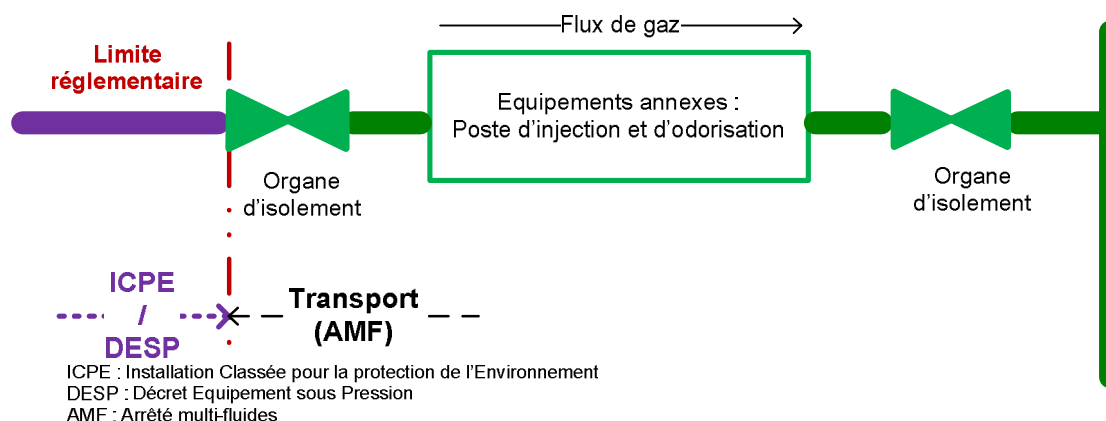 Flux de gaz
Limite
réglementaire
Equipements annexes :
Poste d'injection et d'odorisation
Organe
d'isolement
Organe
d'isolement
ICPE
/
DESP
Transport
(AMF)
ICPE : Installation Classée pour la protection de l'Environnement
DESP : Décret Equipement sous Pression
AMF : Arrêté multi-fluides